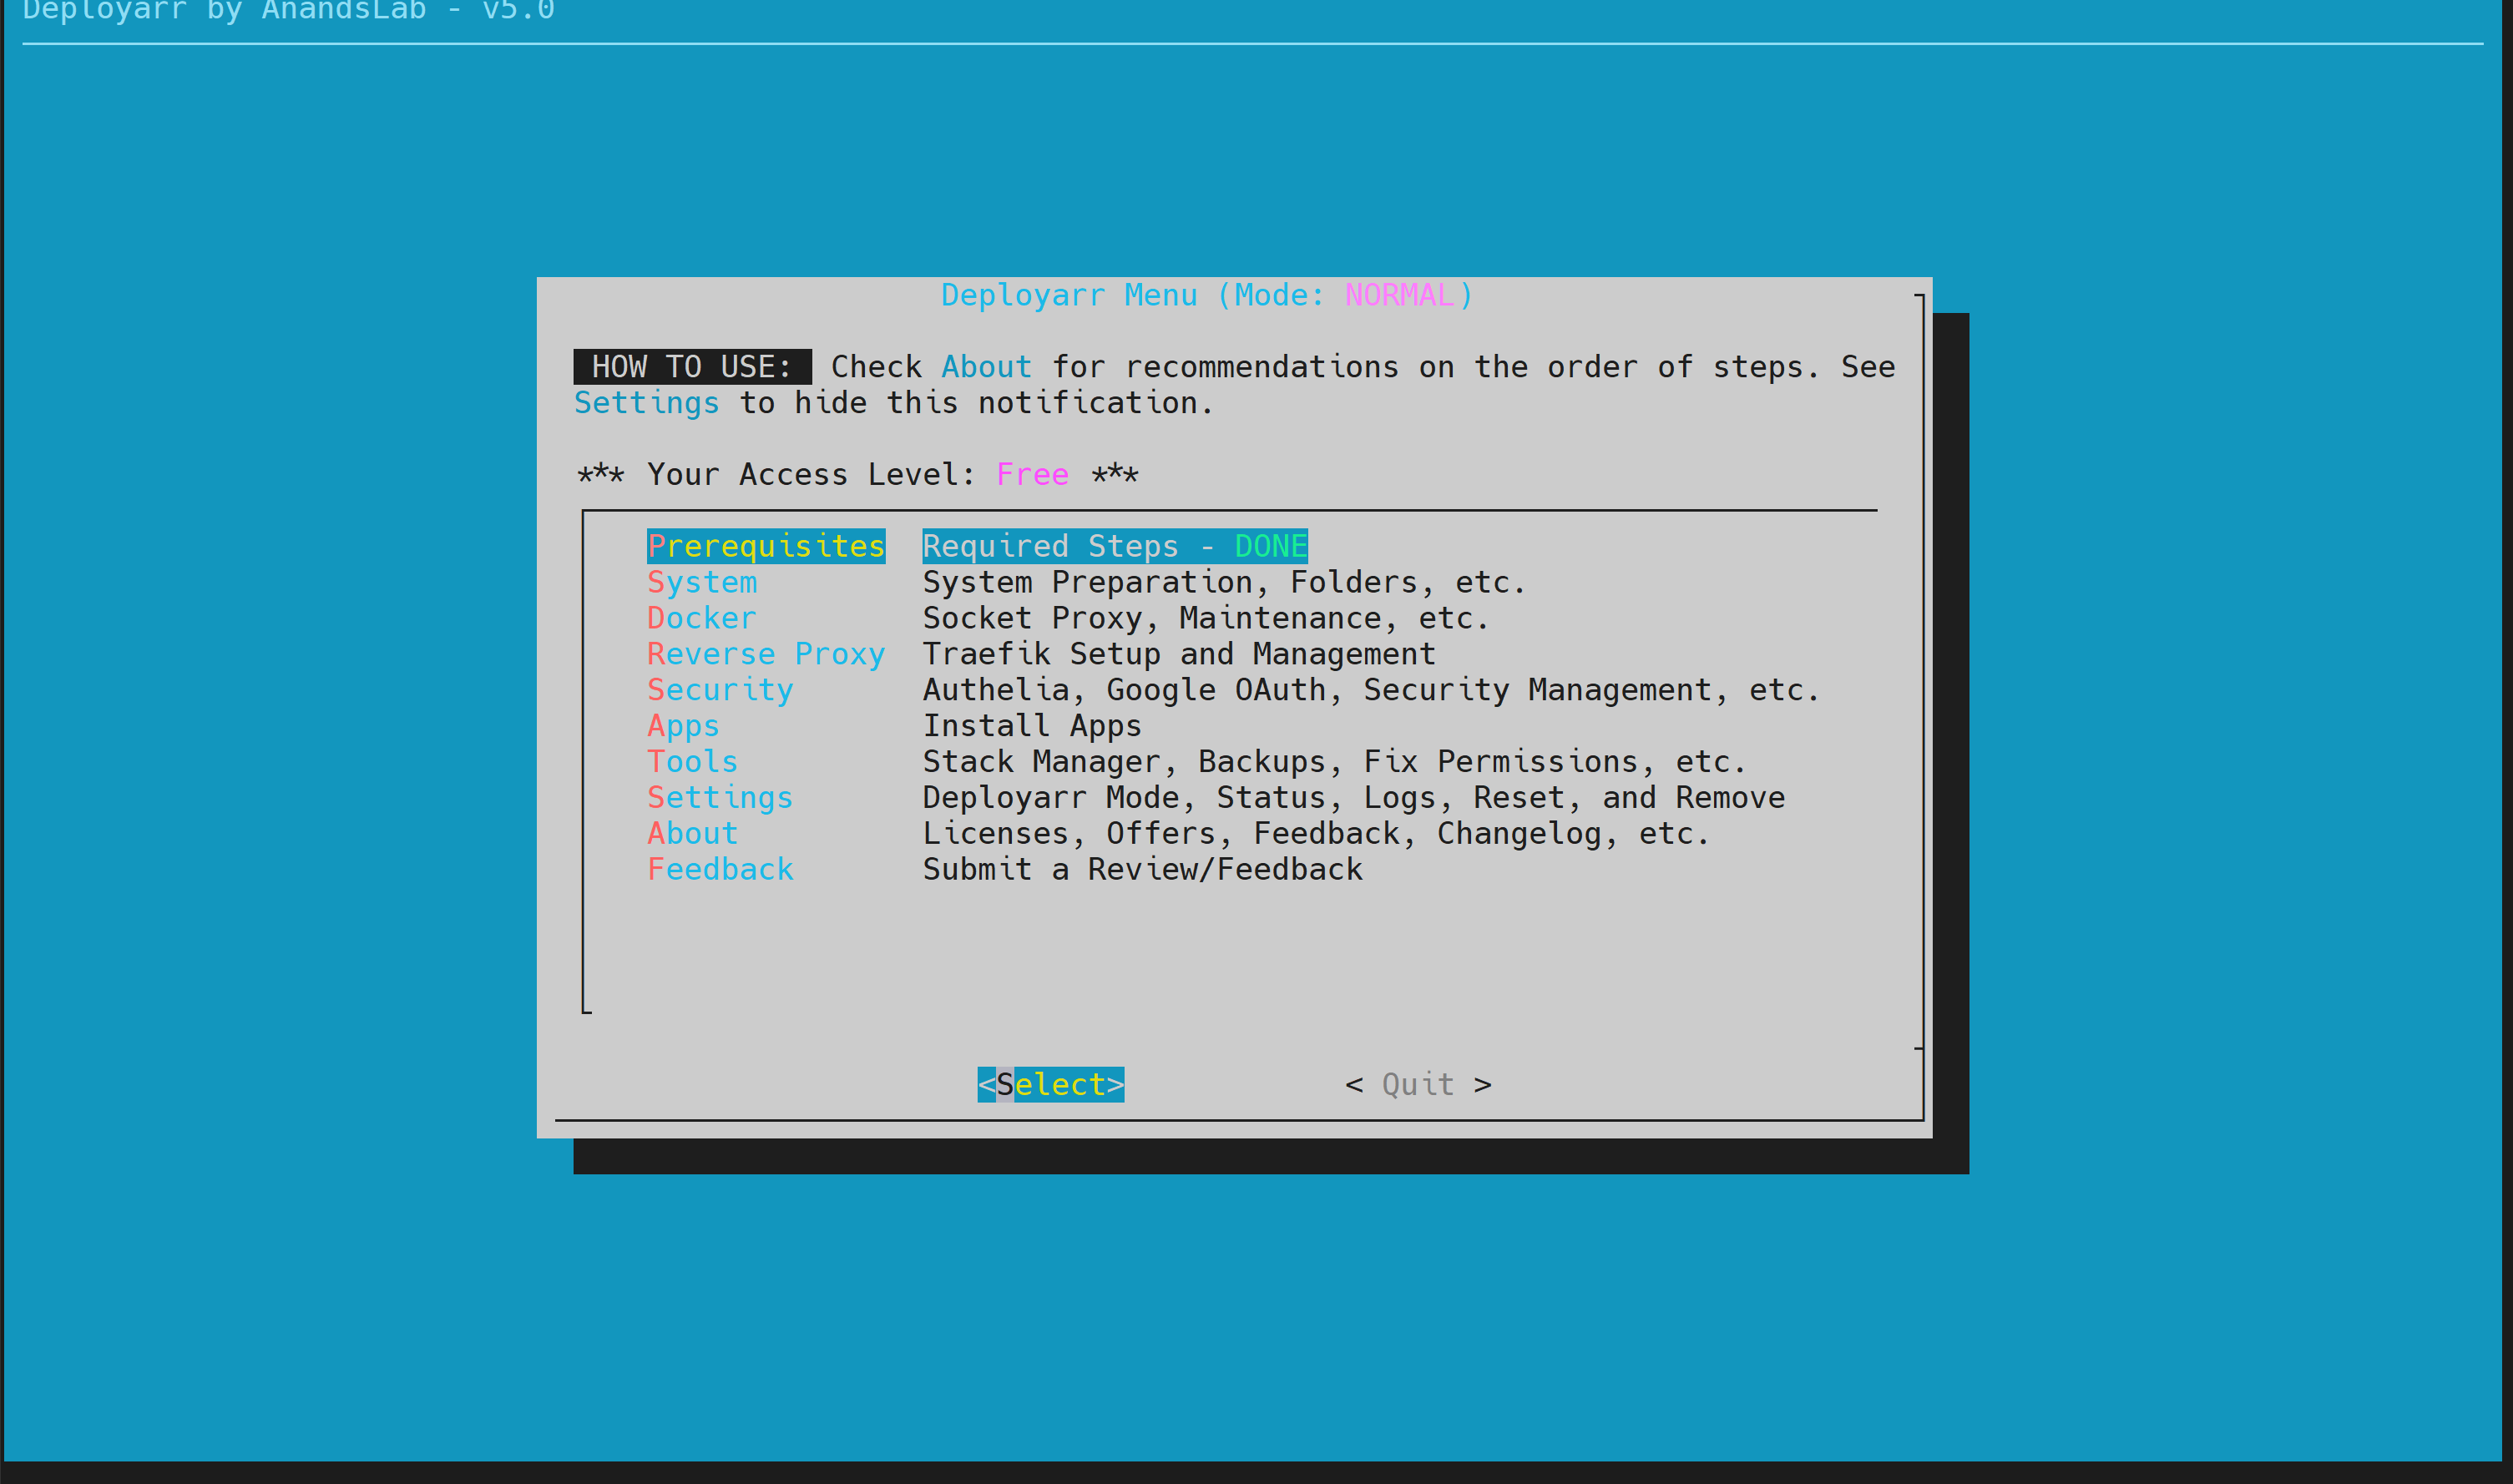 Deployarr by AnandsLab - v5.0
Deployarr Menu (Mode: NORMAL)
HOW TO USE: Check About for recommendations on the order of steps. See
Settings to hide this notification.
*** Your Access Level: Free ***
Prerequisites Required Steps - DONE
System System Preparation, Folders, etc.
Docker Socket Proxy, Maintenance, etc.
Reverse Proxy Traefik Setup and Management
Security Authelia, Google OAuth, Security Management, etc.
Apps Install Apps
Tools Stack Manager, Backups, Fix Permissions, etc.
Settings Deployarr Mode, Status, Logs, Reset, and Remove
About Licenses, Offers, Feedback, Changelog, etc.
Feedback Submit a Review/Feedback
<Select> < Quit >